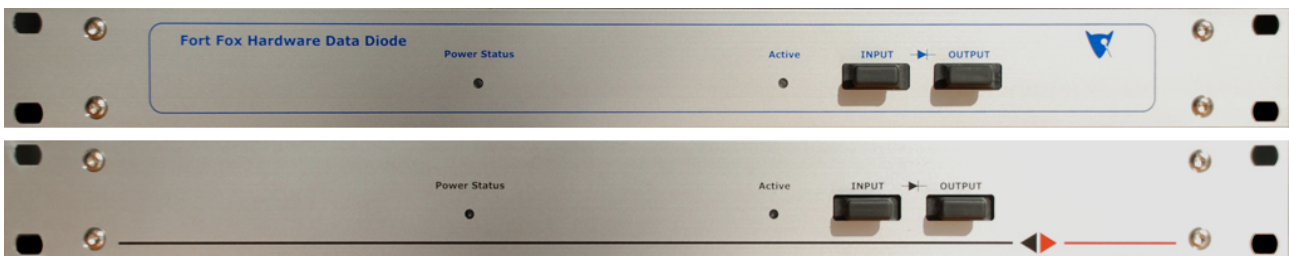 Fort Fox Hardware Data Diode
Power Status
Active
INPUT
OUTPUT
Power Status
Active
INPUT
OUTPUT